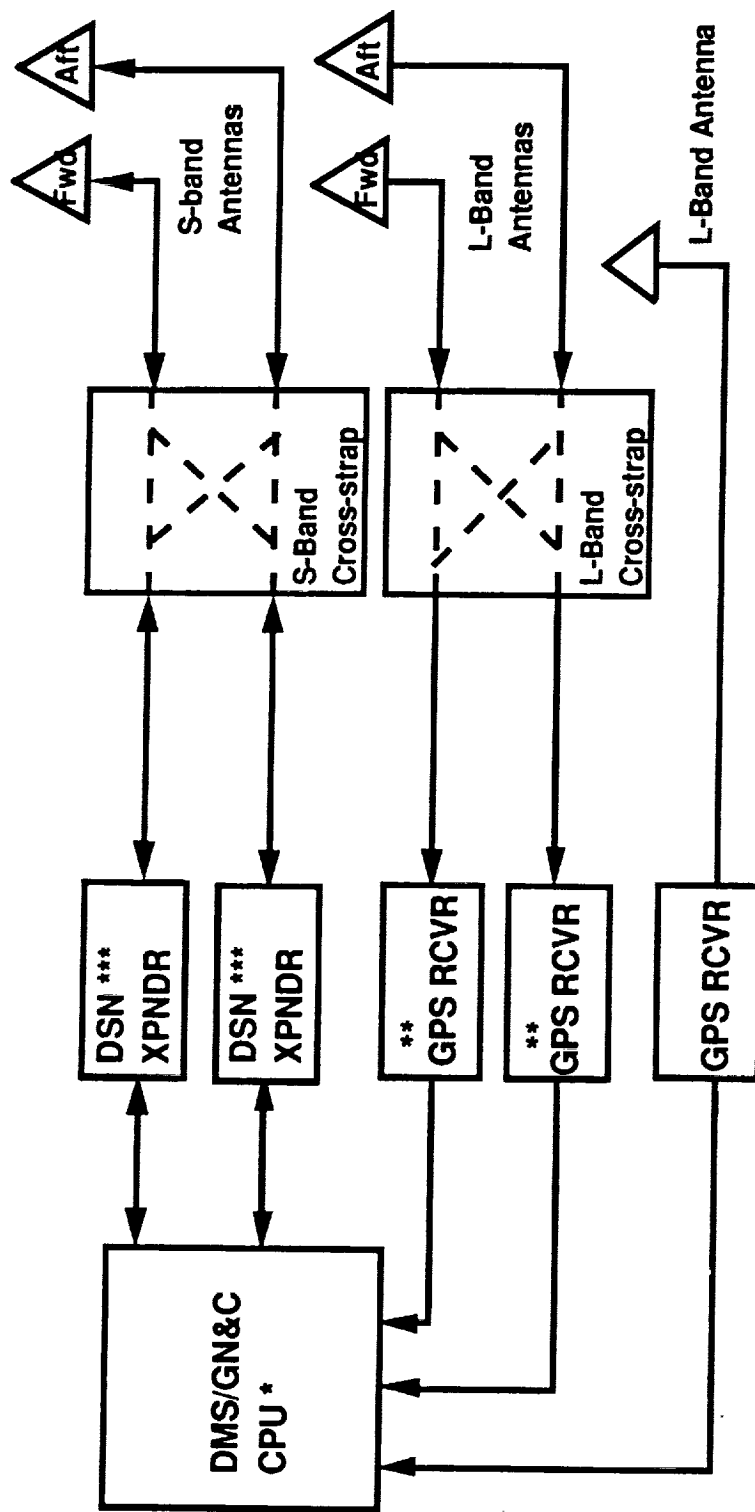 DMS/GN&C
CPU *
DSN ***
XPNDR
DSN ***
XPNDR
**
GPS RCVR
**
GPS RCVR
GPS RCVR
S-Band
Cross-strap
L-Band
Cross-strap
Fwd
Aft
S-band
Antennas
Fwd
Aft
L-Band
Antennas
L-Band Antenna